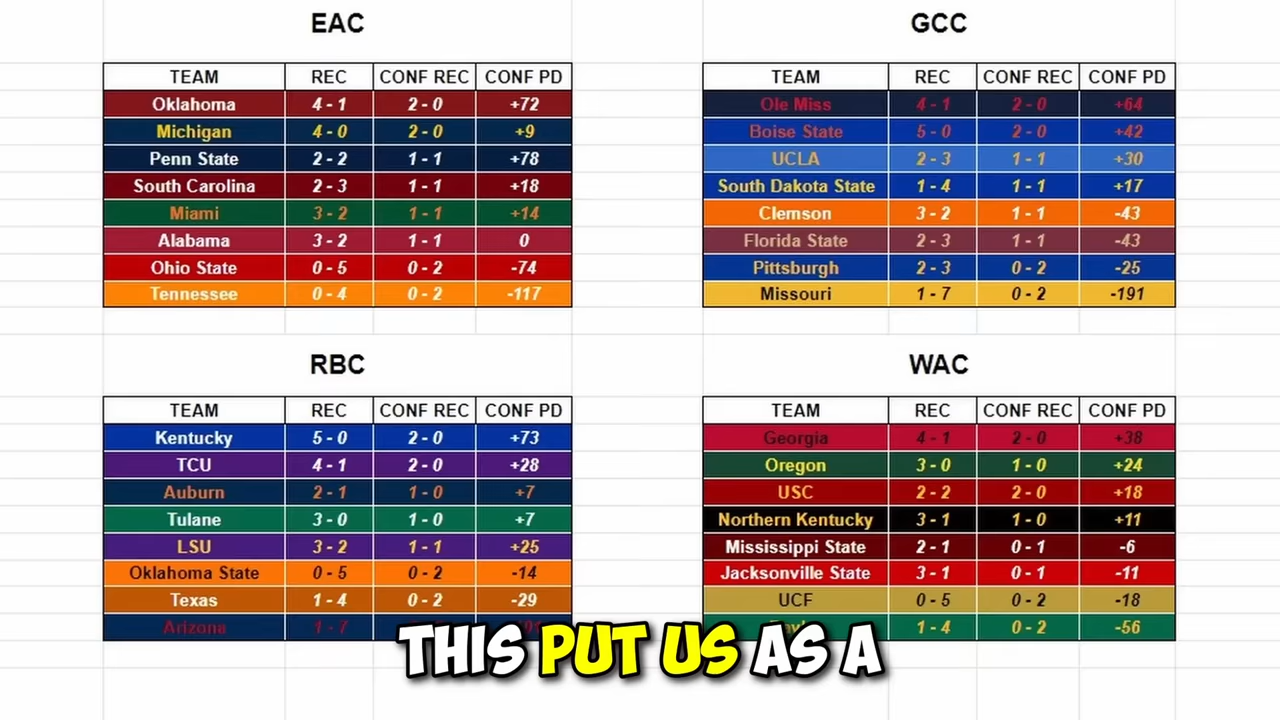 EAC
TEAM REC CONF REC CONF PD
Oklahoma 4 - 1 2 - 0 +72
Michigan 4 - 0 2 - 0 +9
Penn State 2 - 2 1 - 1 +78
South Carolina 2 - 3 1 - 1 +18
Miami 3 - 2 1 - 1 +14
Alabama 3 - 2 1 - 1 0
Ohio State 0 - 5 0 - 2 -74
Tennessee 0 - 4 0 - 2 -117
GCC
TEAM REC CONF REC CONF PD
Ole Miss 4 - 1 2 - 0 +64
Boise State 5 - 0 2 - 0 +42
UCLA 2 - 3 1 - 1 +30
South Dakota State 1 - 4 1 - 1 +17
Clemson 3 - 2 1 - 1 -43
Florida State 2 - 3 1 - 1 -43
Pittsburgh 2 - 3 0 - 2 -25
Missouri 1 - 7 0 - 2 -191
RBC
TEAM REC CONF REC CONF PD
Kentucky 5 - 0 2 - 0 +73
TCU 4 - 1 2 - 0 +28
Auburn 2 - 1 1 - 0 +7
Tulane 3 - 0 1 - 0 +7
LSU 3 - 2 1 - 1 +25
Oklahoma State 0 - 5 0 - 2 -14
Texas 1 - 4 0 - 2 -29
Arizona 1 - 7
WAC
TEAM REC CONF REC CONF PD
Georgia 4 - 1 2 - 0 +38
Oregon 3 - 0 1 - 0 +24
USC 2 - 2 2 - 0 +18
Northern Kentucky 3 - 1 1 - 0 +11
Mississippi State 2 - 1 0 - 1 -6
Jacksonville State 3 - 1 0 - 1 -11
UCF 0 - 5 0 - 2 -18
1 - 4 0 - 2 -56
THIS PUT US AS A